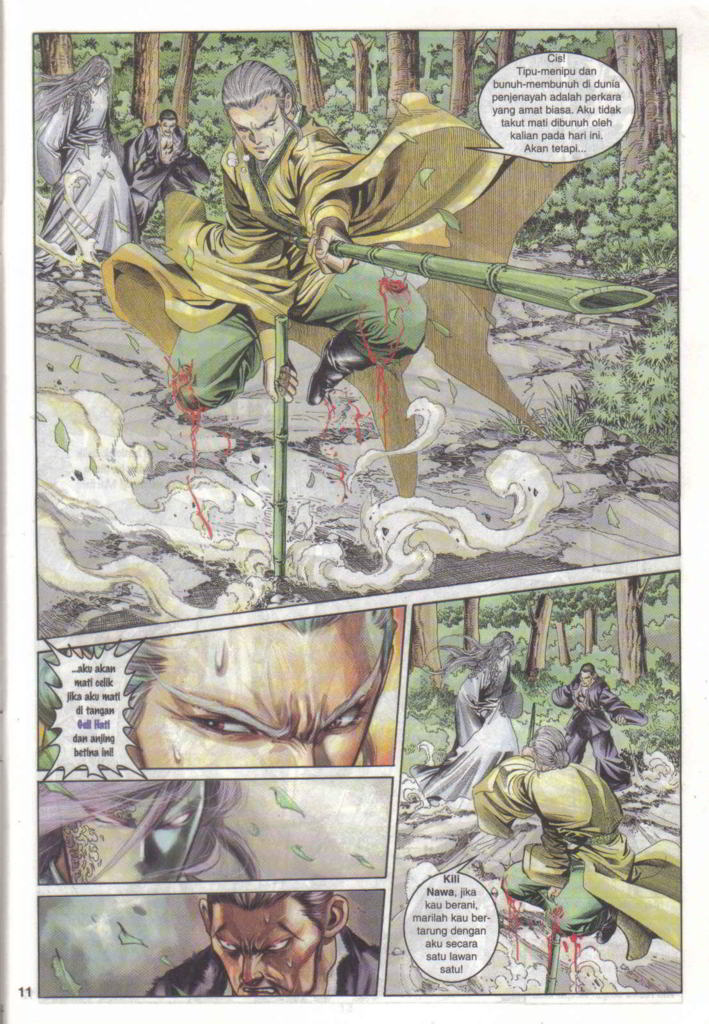 Cis!
Tipu-menipu dan
bunuh-membunuh di dunia
penjenayah adalah perkara
yang amat biasa. Aku tidak
takut mati dibunuh oleh
kalian pada hari ini.
Akan tetapi...
...aku akan
mati celik
jika aku mati
di tangan
Gdi Hati
dan anjing
betina ini!
Kili
Nawa, jika
kau berani,
marilah kau ber-
tarung dengan
aku secara
satu lawan
satu!
11